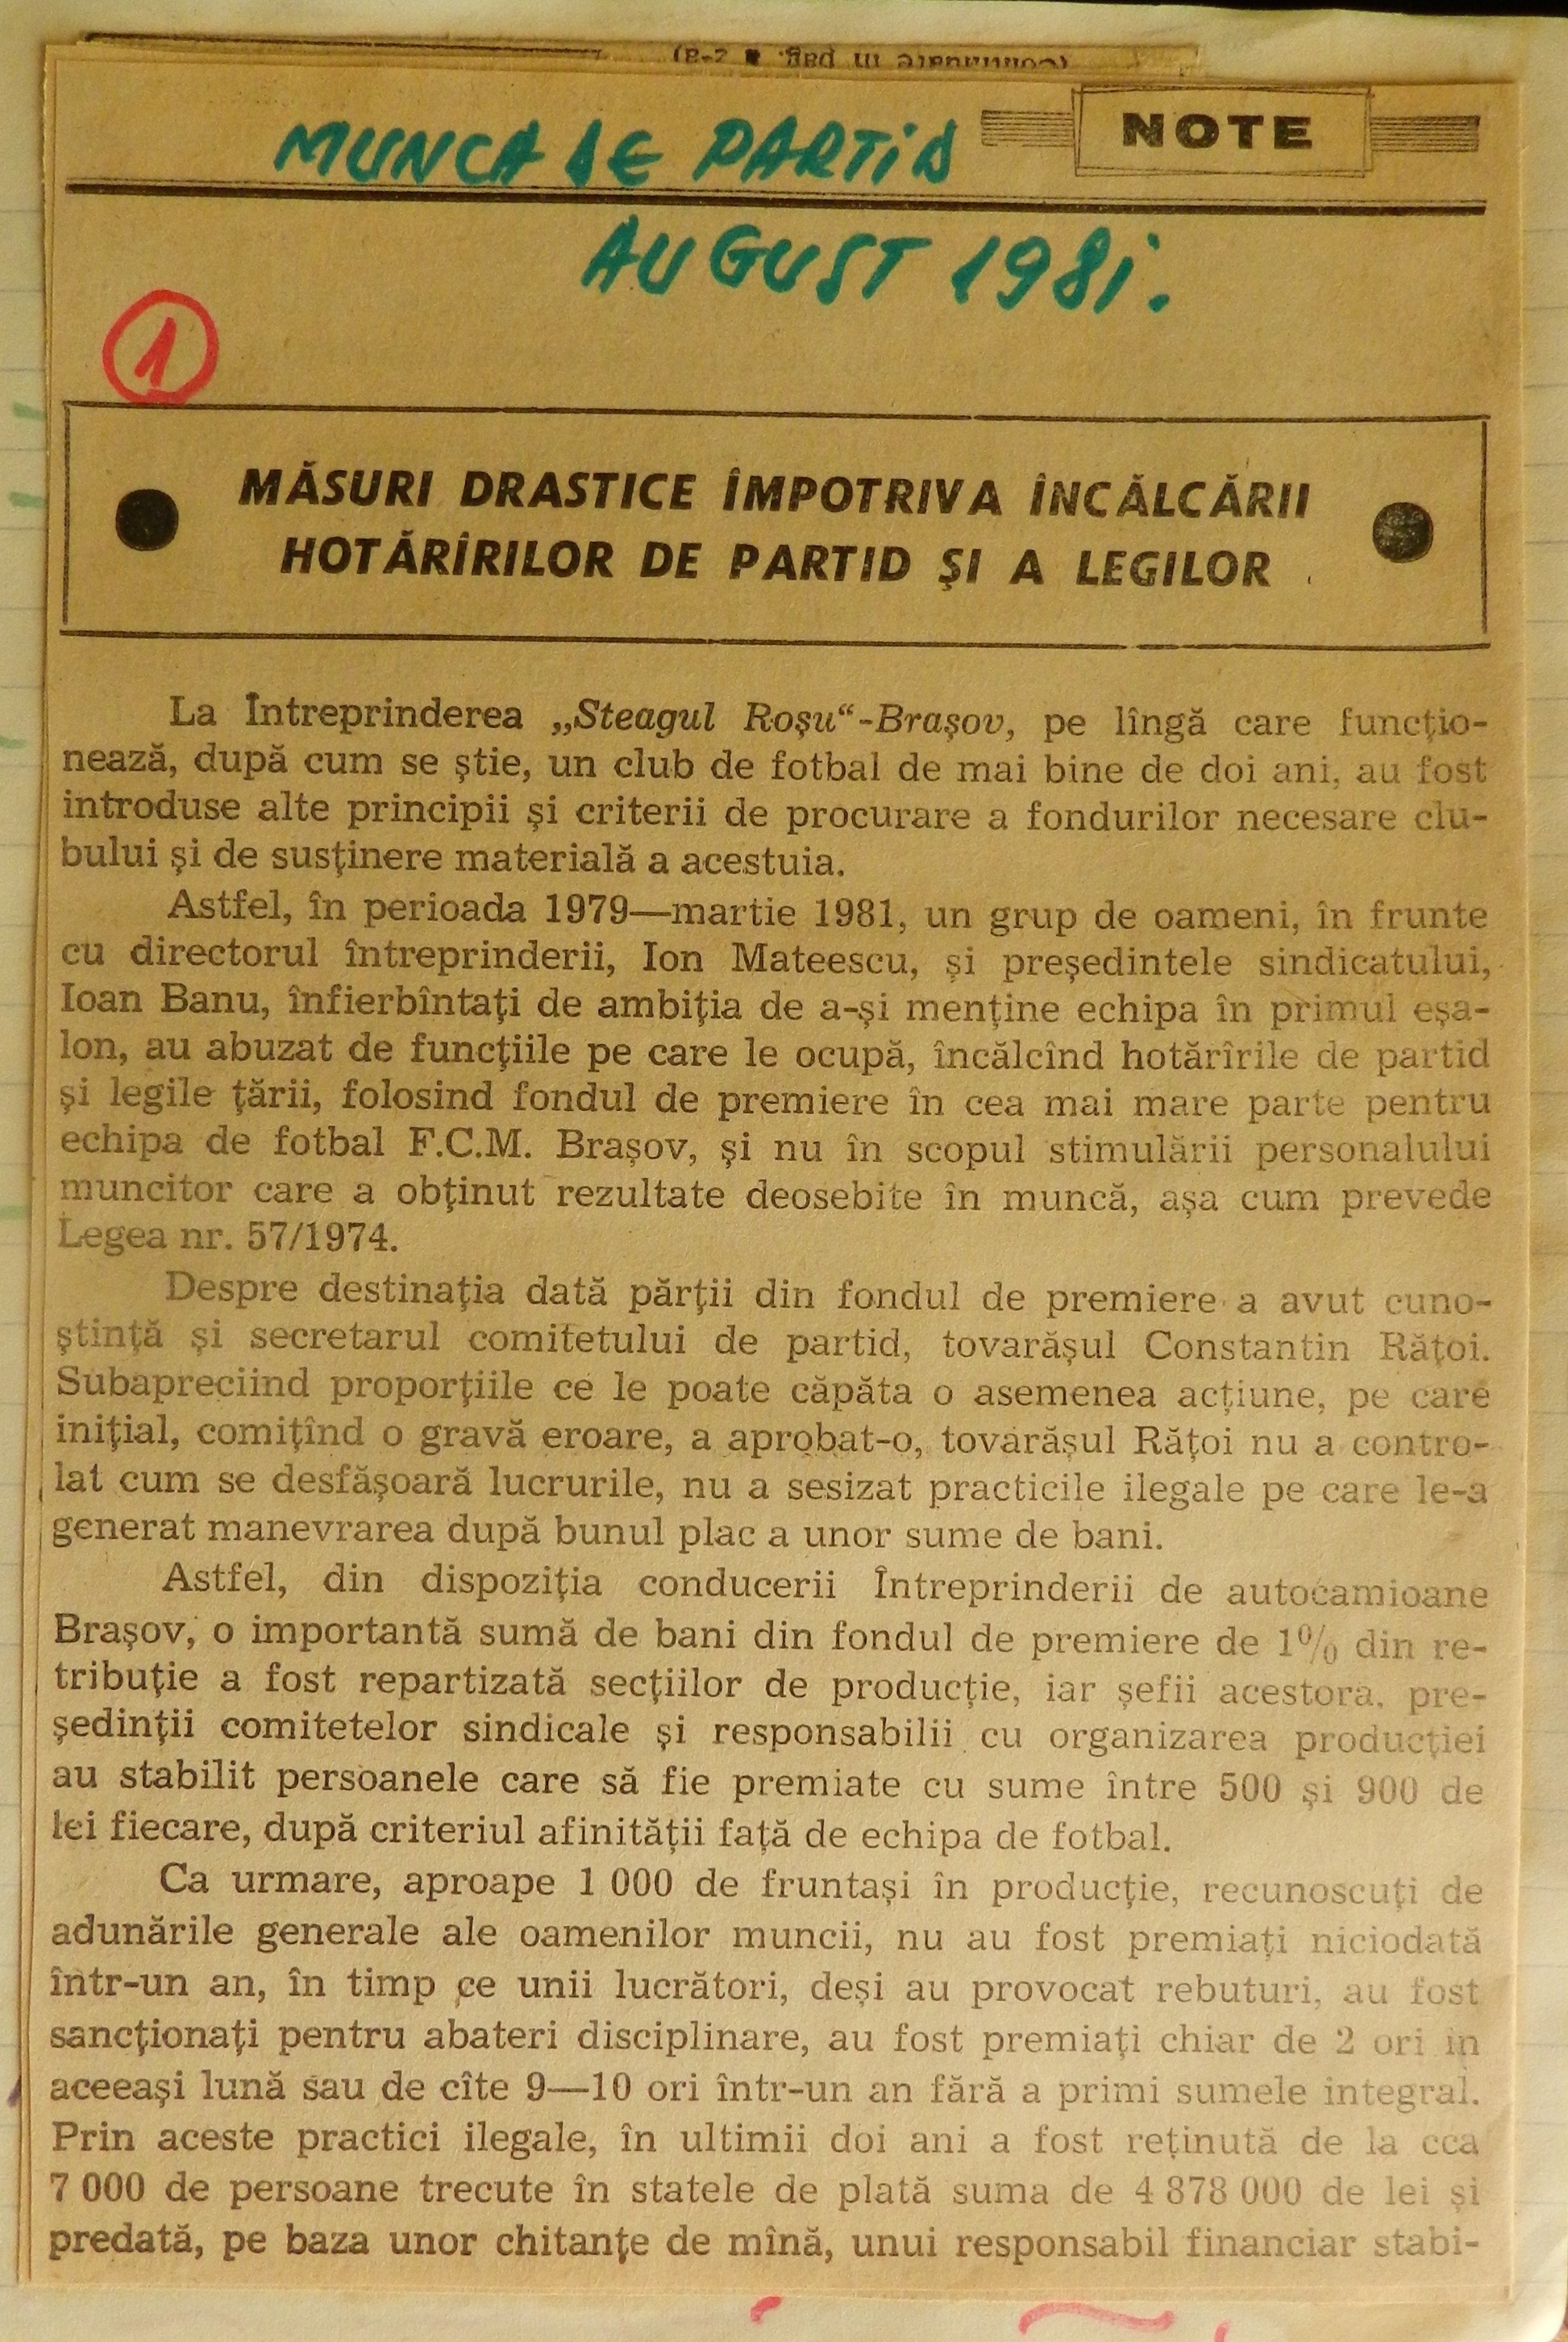 (Continuare în pag. a 2-a)
MUNCA DE PARTID
NOTE
AUGUST 1981.
1
MĂSURI DRASTICE ÎMPOTRIVA ÎNCĂLCĂRII
HOTĂRÎRILOR DE PARTID ŞI A LEGILOR
La Întreprinderea „Steagul Roşu“-Braşov, pe lîngă care funcţio-
nează, după cum se ştie, un club de fotbal de mai bine de doi ani, au fost
introduse alte principii şi criterii de procurare a fondurilor necesare clu-
bului şi de susţinere materială a acestuia.
Astfel, în perioada 1979—martie 1981, un grup de oameni, în frunte
cu directorul întreprinderii, Ion Mateescu, şi preşedintele sindicatului,
Ioan Banu, înfierbîntaţi de ambiţia de a-şi menţine echipa în primul eşa-
lon, au abuzat de funcţiile pe care le ocupă, încălcînd hotărîrile de partid
şi legile ţării, folosind fondul de premiere în cea mai mare parte pentru
echipa de fotbal F.C.M. Braşov, şi nu în scopul stimulării personalului
muncitor care a obţinut rezultate deosebite în muncă, aşa cum prevede
Legea nr. 57/1974.
Despre destinaţia dată părţii din fondul de premiere a avut cuno-
ştinţă şi secretarul comitetului de partid, tovarăşul Constantin Răţoi.
Subapreciind proporţiile ce le poate căpăta o asemenea acţiune, pe care
iniţial, comiţînd o gravă eroare, a aprobat-o, tovarăşul Răţoi nu a contro-
lat cum se desfăşoară lucrurile, nu a sesizat practicile ilegale pe care le-a
generat manevrarea după bunul plac a unor sume de bani.
Astfel, din dispoziţia conducerii Întreprinderii de autocamioane
Braşov, o importantă sumă de bani din fondul de premiere de 1% din re-
tribuţie a fost repartizată secţiilor de producţie, iar şefii acestora, pre-
şedinţii comitetelor sindicale şi responsabilii cu organizarea producţiei
au stabilit persoanele care să fie premiate cu sume între 500 şi 900 de
lei fiecare, după criteriul afinităţii faţă de echipa de fotbal.
Ca urmare, aproape 1 000 de fruntaşi în producţie, recunoscuţi de
adunările generale ale oamenilor muncii, nu au fost premiaţi niciodată
într-un an, în timp ce unii lucrători, deşi au provocat rebuturi, au fost
sancţionaţi pentru abateri disciplinare, au fost premiaţi chiar de 2 ori în
aceeaşi lună sau de cîte 9—10 ori într-un an fără a primi sumele integral.
Prin aceste practici ilegale, în ultimii doi ani a fost reţinută de la cca
7 000 de persoane trecute în statele de plată suma de 4 878 000 de lei şi
predată, pe baza unor chitanţe de mînă, unui responsabil financiar stabi-